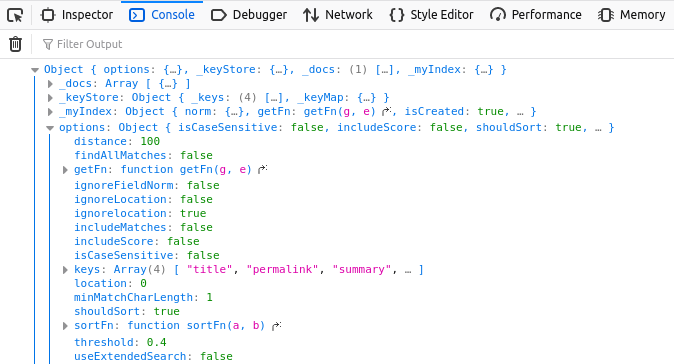 Inspector Console Debugger Network Style Editor Performance Memory
Filter Output
Object { options: {…}, _keyStore: {…}, _docs: (1) […], _myIndex: {…} }
_docs: Array [ {…} ]
_keyStore: Object { _keys: (4) […], _keyMap: {…} }
_myIndex: Object { norm: {…}, getFn: getFn(g, e), isCreated: true, … }
options: Object { isCaseSensitive: false, includeScore: false, shouldSort: true, … }
distance: 100
findAllMatches: false
getFn: function getFn(g, e)
ignoreFieldNorm: false
ignoreLocation: false
ignorelocation: true
includeMatches: false
includeScore: false
isCaseSensitive: false
keys: Array(4) [ "title", "permalink", "summary", … ]
location: 0
minMatchCharLength: 1
shouldSort: true
sortFn: function sortFn(a, b)
threshold: 0.4
useExtendedSearch: false